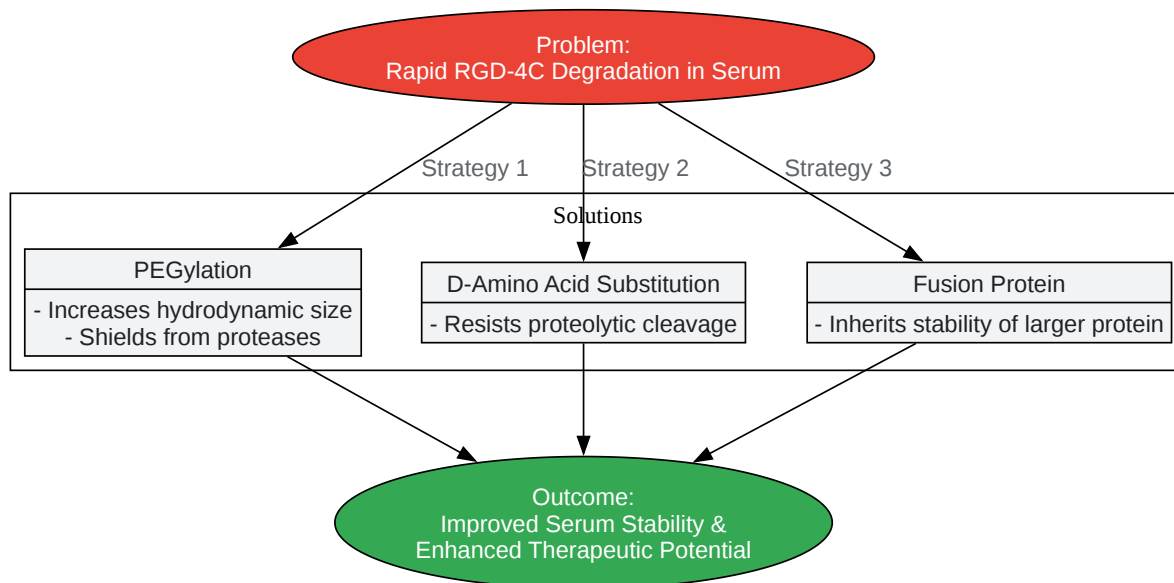 Problem:
Rapid RGD-4C Degradation in Serum
Strategy 1
Strategy 2
Strategy 3
Solutions
PEGylation
- Increases hydrodynamic size
- Shields from proteases
D-Amino Acid Substitution
- Resists proteolytic cleavage
Fusion Protein
- Inherits stability of larger protein
Outcome:
Improved Serum Stability &
Enhanced Therapeutic Potential